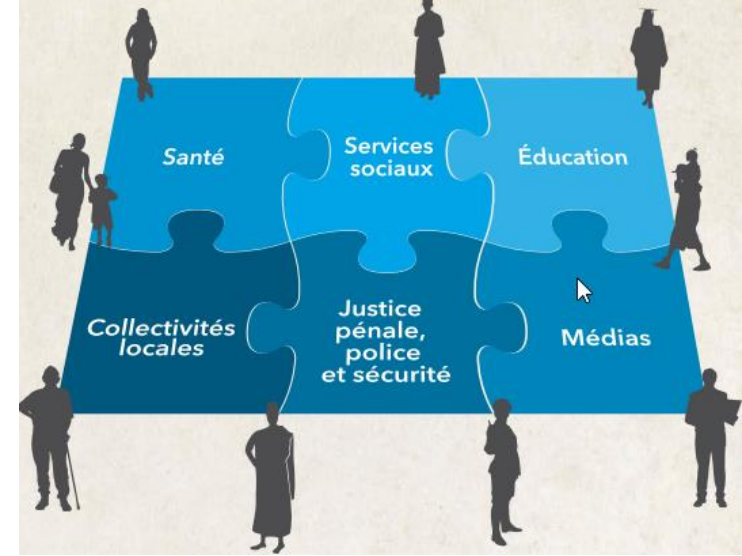 Santé
Services
sociaux
Éducation
Collectivités
locales
Justice
pénale,
police
et sécurité
Médias